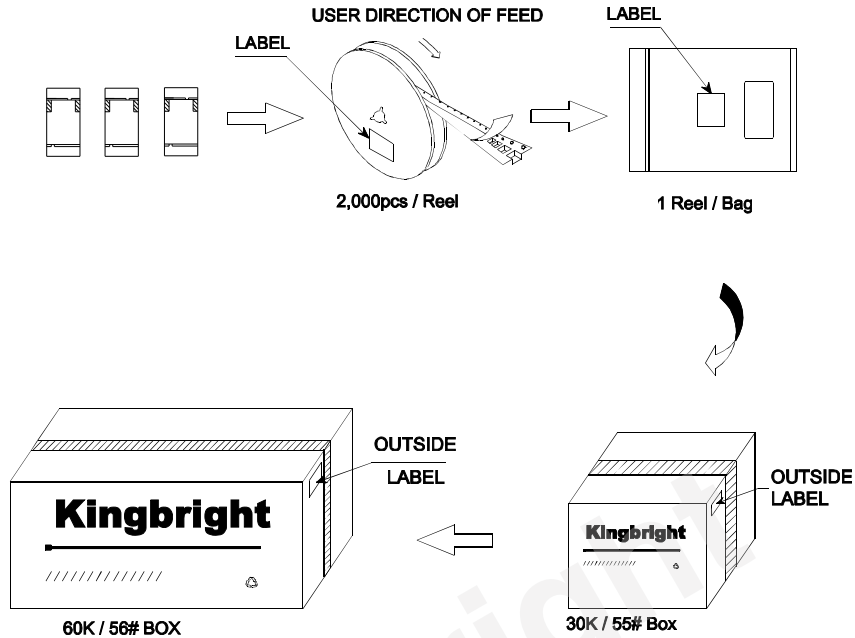 USER DIRECTION OF FEED
LABEL
LABEL
2,000pcs / Reel
1 Reel / Bag
OUTSIDE
LABEL
OUTSIDE
LABEL
Kingbright
Kingbright
60K / 56# BOX
30K / 55# Box
right